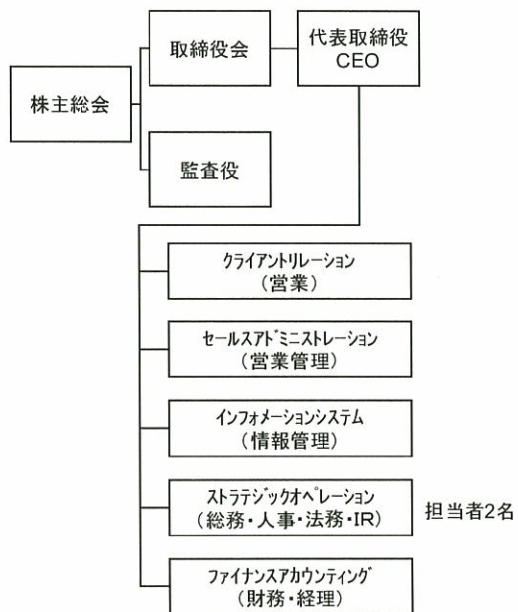 取締役会
代表取締役
CEO
株主総会
監査役
クライアントリレーション
(営業)
セールスアドミニストレーション
(営業管理)
インフォメーションシステム
(情報管理)
ストラテジックオペレーション
(総務・人事・法務・IR)
担当者2名
ファイナンスアカウンティング
(財務・経理)